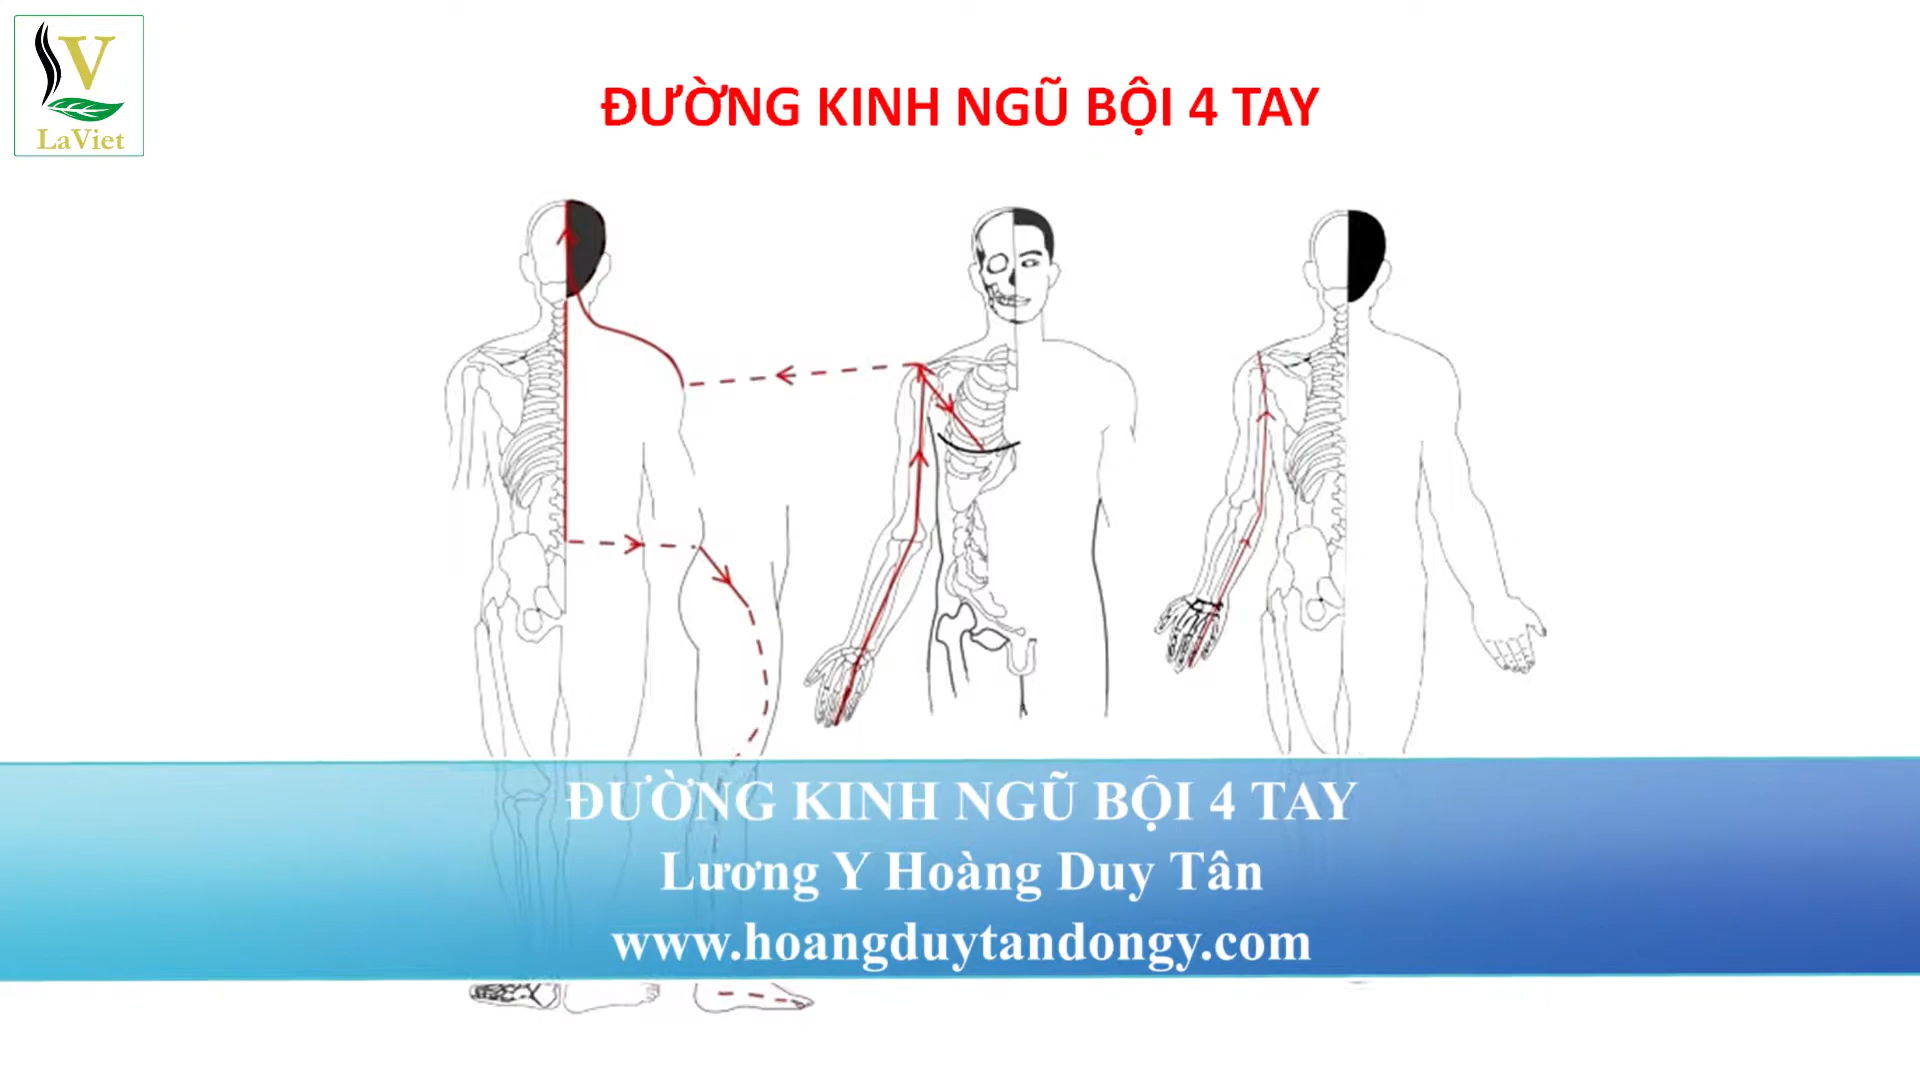 V
LaViet
ĐƯỜNG KINH NGŨ BỘI 4 TAY
ĐƯỜNG KINH NGŨ BỘI 4 TAY
Lương Y Hoàng Duy Tân
www.hoangduytandongy.com